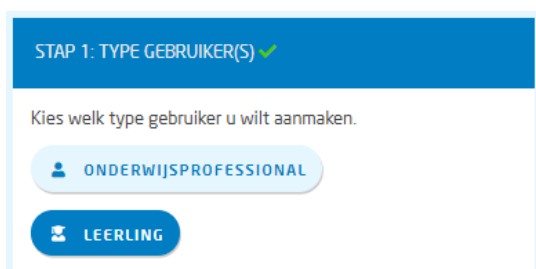 STAP 1: TYPE GEBRUIKER(S)
Kies welk type gebruiker u wilt aanmaken.
ONDERWIJSPROFESSIONAL
LEERLING